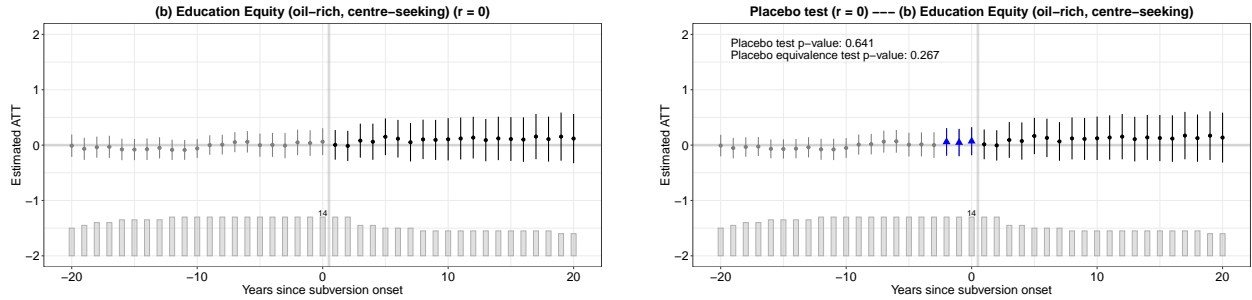 (b) Education Equity (oil−rich, centre−seeking) (r = 0)
2
1
0
−1
−2
Estimated ATT
14
−20
−10
0
10
20
Years since subversion onset
Placebo test (r = 0) −−− (b) Education Equity (oil−rich, centre−seeking)
Placebo test p−value: 0.641
Placebo equivalence test p−value: 0.267
2
1
0
−1
−2
Estimated ATT
14
−20
−10
0
10
20
Years since subversion onset